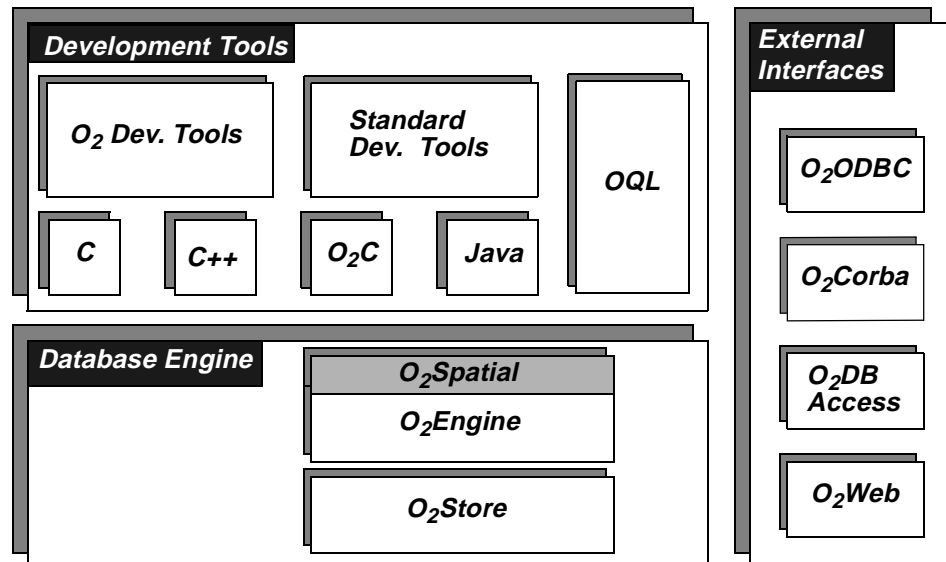 Development Tools
O₂ Dev. Tools
Standard
Dev. Tools
OQL
C
C++
O₂C
Java
Database Engine
O₂Spatial
O₂Engine
O₂Store
External
Interfaces
O₂ODBC
O₂Corba
O₂DB
Access
O₂Web